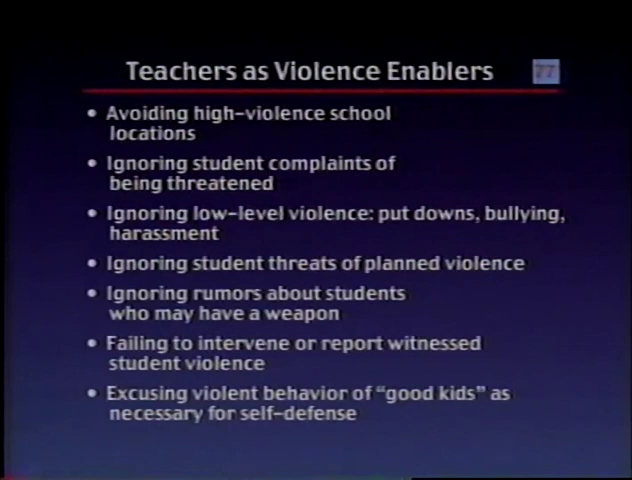 Teachers as Violence Enablers 77
• Avoiding high-violence school
locations
• Ignoring student complaints of
being threatened
• Ignoring low-level violence: put downs, bullying,
harassment
• Ignoring student threats of planned violence
• Ignoring rumors about students
who may have a weapon
• Failing to intervene or report witnessed
student violence
• Excusing violent behavior of “good kids” as
necessary for self-defense